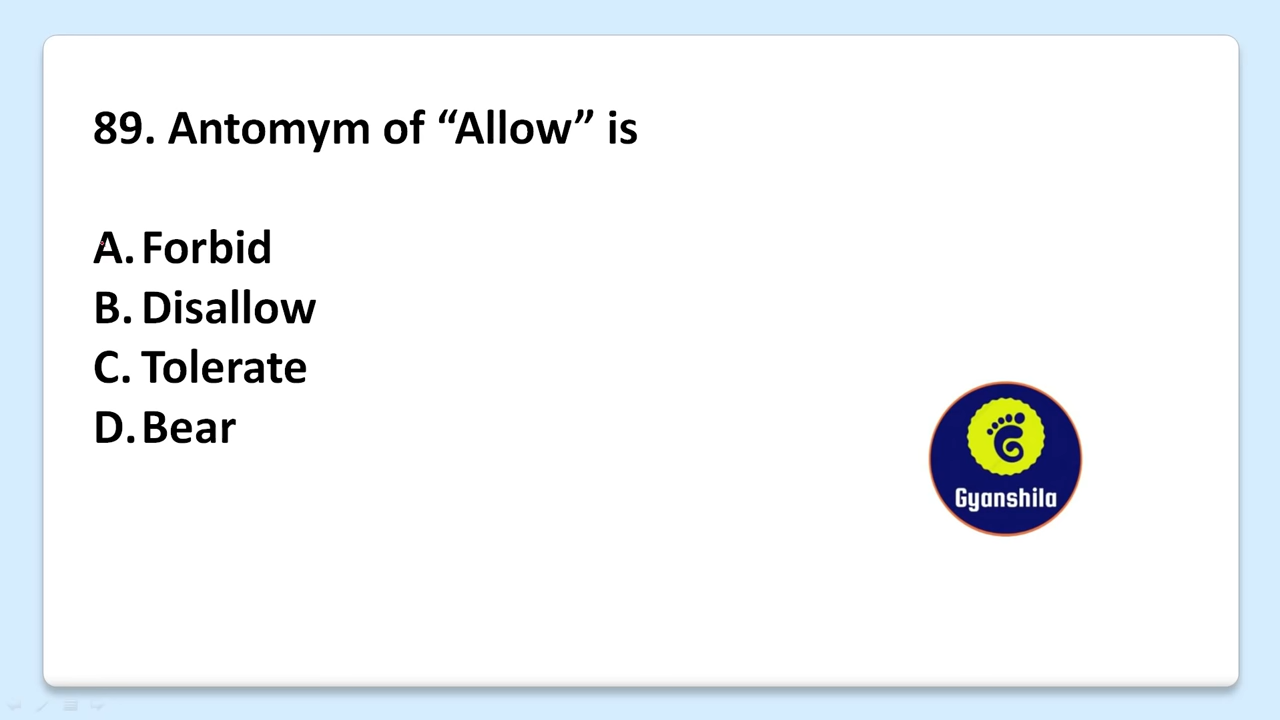 89. Antomym of “Allow” is
A. Forbid
B. Disallow
C. Tolerate
D. Bear
Gyanshila